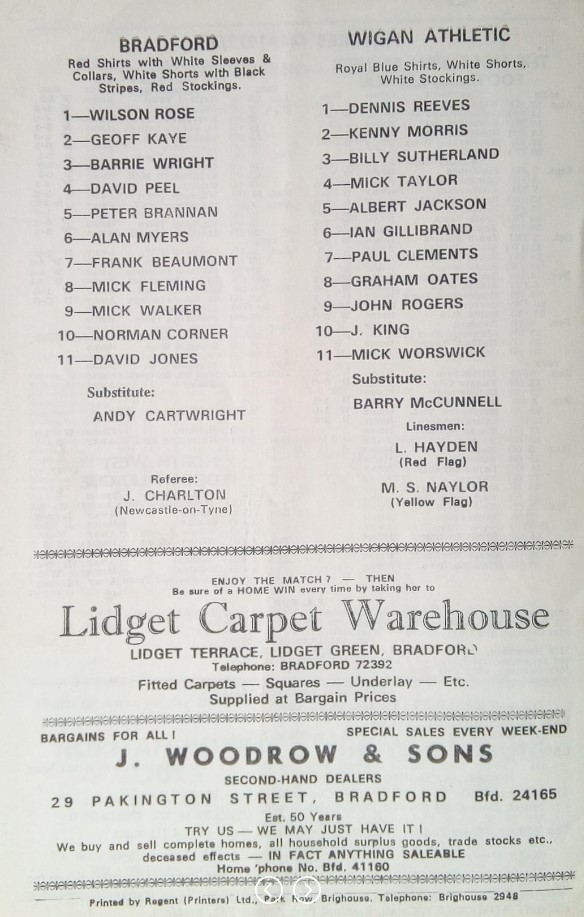 BRADFORD
Red Shirts with White Sleeves &
Collars, White Shorts with Black
Stripes, Red Stockings.
1—WILSON ROSE
2—GEOFF KAYE
3—BARRIE WRIGHT
4—DAVID PEEL
5—PETER BRANNAN
6—ALAN MYERS
7—FRANK BEAUMONT
8—MICK FLEMING
9—MICK WALKER
10—NORMAN CORNER
11—DAVID JONES
Substitute:
ANDY CARTWRIGHT
Referee:
J. CHARLTON
(Newcastle-on-Tyne)
WIGAN ATHLETIC
Royal Blue Shirts, White Shorts,
White Stockings.
1—DENNIS REEVES
2—KENNY MORRIS
3—BILLY SUTHERLAND
4—MICK TAYLOR
5—ALBERT JACKSON
6—IAN GILLIBRAND
7—PAUL CLEMENTS
8—GRAHAM OATES
9—JOHN ROGERS
10—J. KING
11—MICK WORSWICK
Substitute:
BARRY McCUNNELL
Linesmen:
L. HAYDEN
(Red Flag)
M. S. NAYLOR
(Yellow Flag)
ENJOY THE MATCH? — THEN
Be sure of a HOME WIN every time by taking her to
Lidget Carpet Warehouse
LIDGET TERRACE, LIDGET GREEN, BRADFORD
Telephone: BRADFORD 72392
Fitted Carpets — Squares — Underlay — Etc.
Supplied at Bargain Prices
BARGAINS FOR ALL! SPECIAL SALES EVERY WEEK-END
J. WOODROW & SONS
SECOND-HAND DEALERS
29 PAKINGTON STREET, BRADFORD Bfd. 24165
Est. 50 Years
TRY US — WE MAY JUST HAVE IT!
We buy and sell complete homes, all household surplus goods, trade stocks etc.,
deceased effects — IN FACT ANYTHING SALEABLE
Home 'phone No. Bfd. 41160
Printed by Regent (Printers) Ltd., Park Row, Brighouse. Telephone: Brighouse 2948